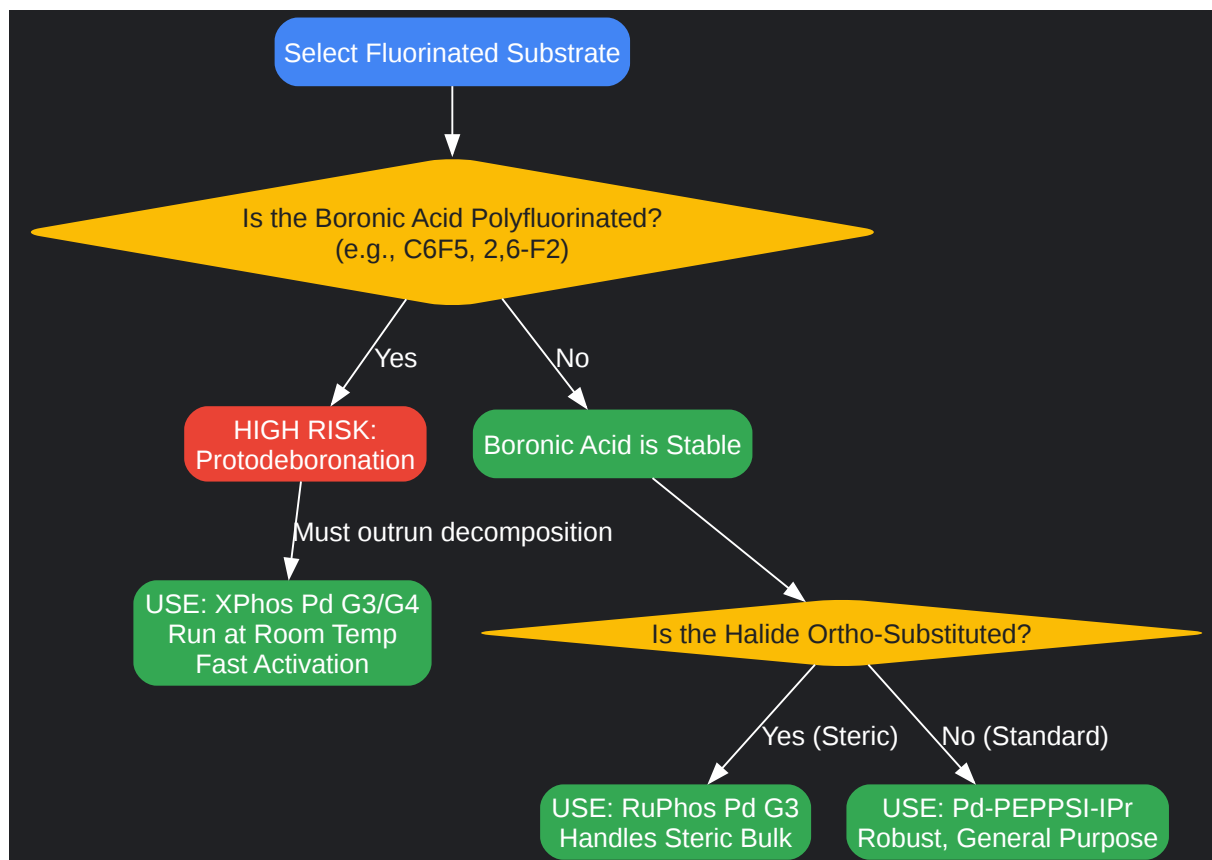 Select Fluorinated Substrate
Is the Boronic Acid Polyfluorinated?
(e.g., C6F5, 2,6-F2)
Yes
No
HIGH RISK:
Protodeboronation
Boronic Acid is Stable
Must outrun decomposition
USE: XPhos Pd G3/G4
Run at Room Temp
Fast Activation
Is the Halide Ortho-Substituted?
Yes (Steric)
No (Standard)
USE: RuPhos Pd G3
Handles Steric Bulk
USE: Pd-PEPPSI-IPr
Robust, General Purpose